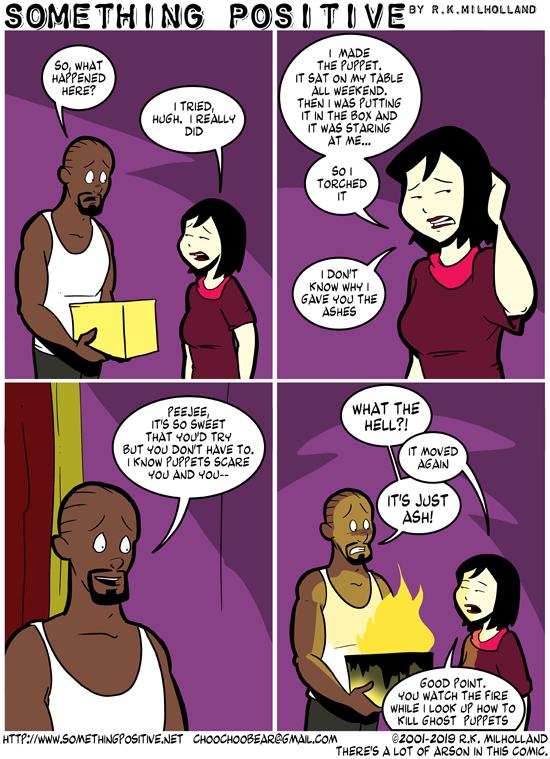 SOMETHING POSITIVE BY R.K.MILHOLLAND
SO, WHAT
HAPPENED
HERE?
I TRIED,
HUGH. I REALLY
DID
I MADE
THE PUPPET.
IT SAT ON MY TABLE
ALL WEEKEND.
THEN I WAS PUTTING
IT IN THE BOX AND
IT WAS STARING
AT ME...
SO I
TORCHED
IT
I DON'T
KNOW WHY I
GAVE YOU THE
ASHES
PEEJEE,
IT'S SO SWEET
THAT YOU'D TRY
BUT YOU DON'T HAVE TO.
I KNOW PUPPETS SCARE
YOU AND YOU--
WHAT THE
HELL?!
IT MOVED
AGAIN
IT'S JUST
ASH!
GOOD POINT.
YOU WATCH THE FIRE
WHILE I LOOK UP HOW TO
KILL GHOST PUPPETS
HTTP://WWW.SOMETHINGPOSITIVE.NET CHOOCHOOBEAR@GMAIL.COM ©2001-2019 R.K. MILHOLLAND
THERE'S A LOT OF ARSON IN THIS COMIC.